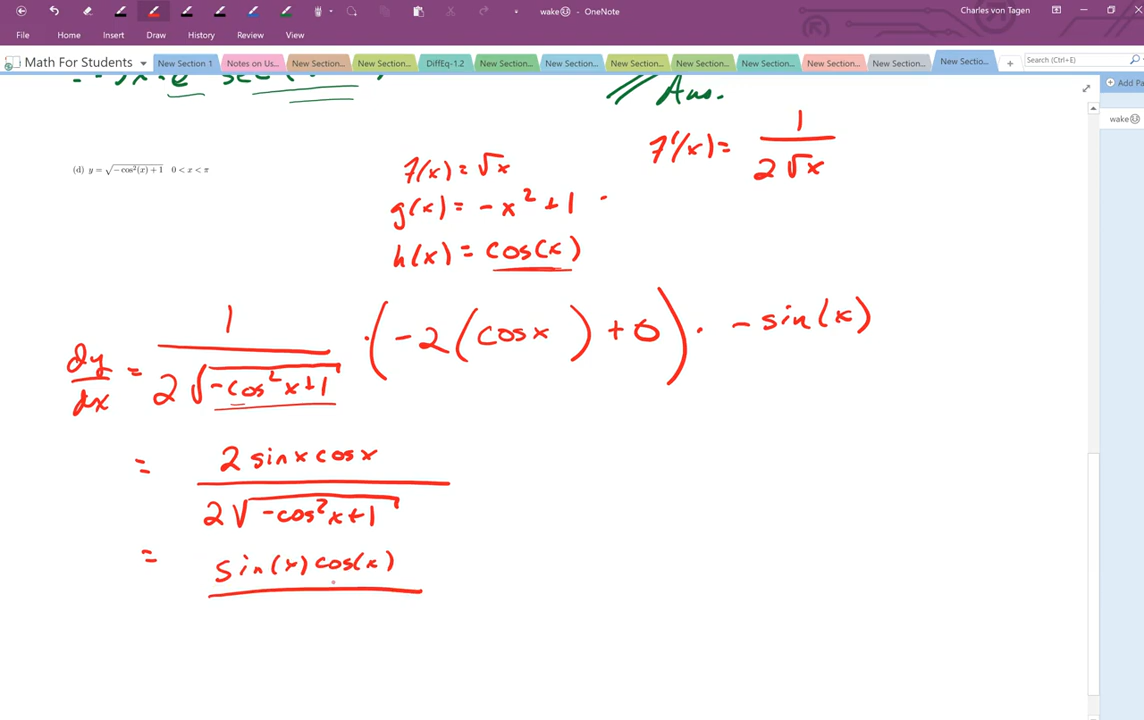 wake☹ - OneNote
Charles von Tagen
File Home Insert Draw History Review View
Math For Students New Section 1 Notes on Us... New Section... New Section... DiffEq-1.2 New Section... New Section... New Section... New Section... New Section... New Section... New Section... New Sectio... Search (Ctrl+E)
Add Pa
wake☹
Ans.
f'(x) = 1 / 2√x
(d) y = √(-cos²(x) + 1) 0 < x < π
f(x) = √x
g(x) = -x² + 1
h(x) = cos(x)
dy/dx = 1 / 2√(-cos²x+1) · (-2(cosx) + 0) · -sin(x)
= 2 sinx cosx / 2√(-cos²x+1)
= sin(x) cos(x)